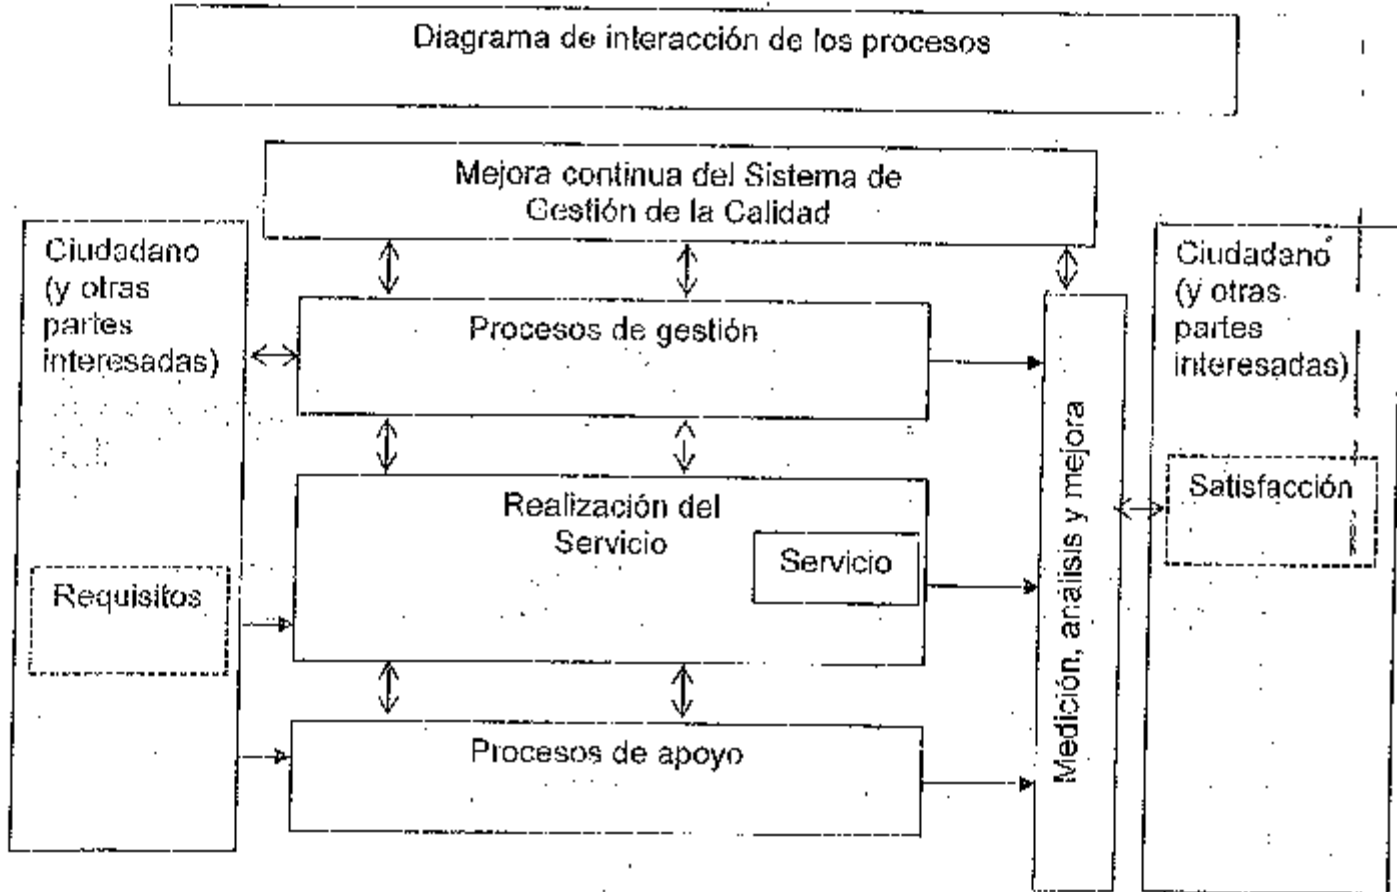 Diagrama de interacción de los procesos
Mejora continua del Sistema de
Gestión de la Calidad
Ciudadano
(y otras
partes
interesadas)
Requisitos
Procesos de gestión
Realización del
Servicio
Servicio
Procesos de apoyo
Medición, análisis y mejora
Ciudadano
(y otras
partes
interesadas)
Satisfacción